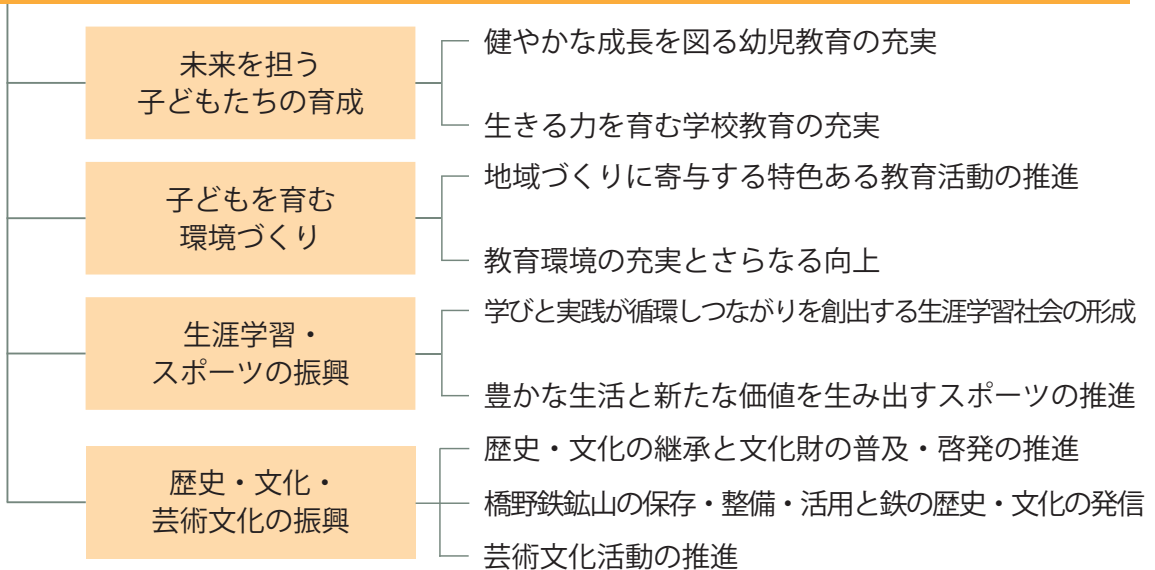 未来を担う
子どもたちの育成
健やかな成長を図る幼児教育の充実
生きる力を育む学校教育の充実
子どもを育む
環境づくり
地域づくりに寄与する特色ある教育活動の推進
教育環境の充実とさらなる向上
生涯学習・
スポーツの振興
学びと実践が循環しつながりを創出する生涯学習社会の形成
豊かな生活と新たな価値を生み出すスポーツの推進
歴史・文化・
芸術文化の振興
歴史・文化の継承と文化財の普及・啓発の推進
橋野鉄鉱山の保存・整備・活用と鉄の歴史・文化の発信
芸術文化活動の推進